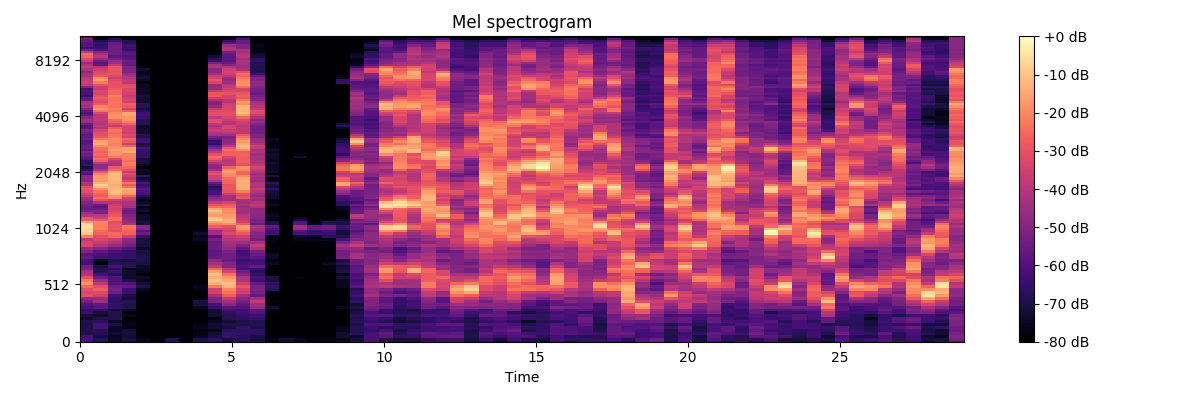 Mel spectrogram
8192
4096
2048
1024
512
0
Hz
0 5 10 15 20 25
Time
+0 dB
-10 dB
-20 dB
-30 dB
-40 dB
-50 dB
-60 dB
-70 dB
-80 dB